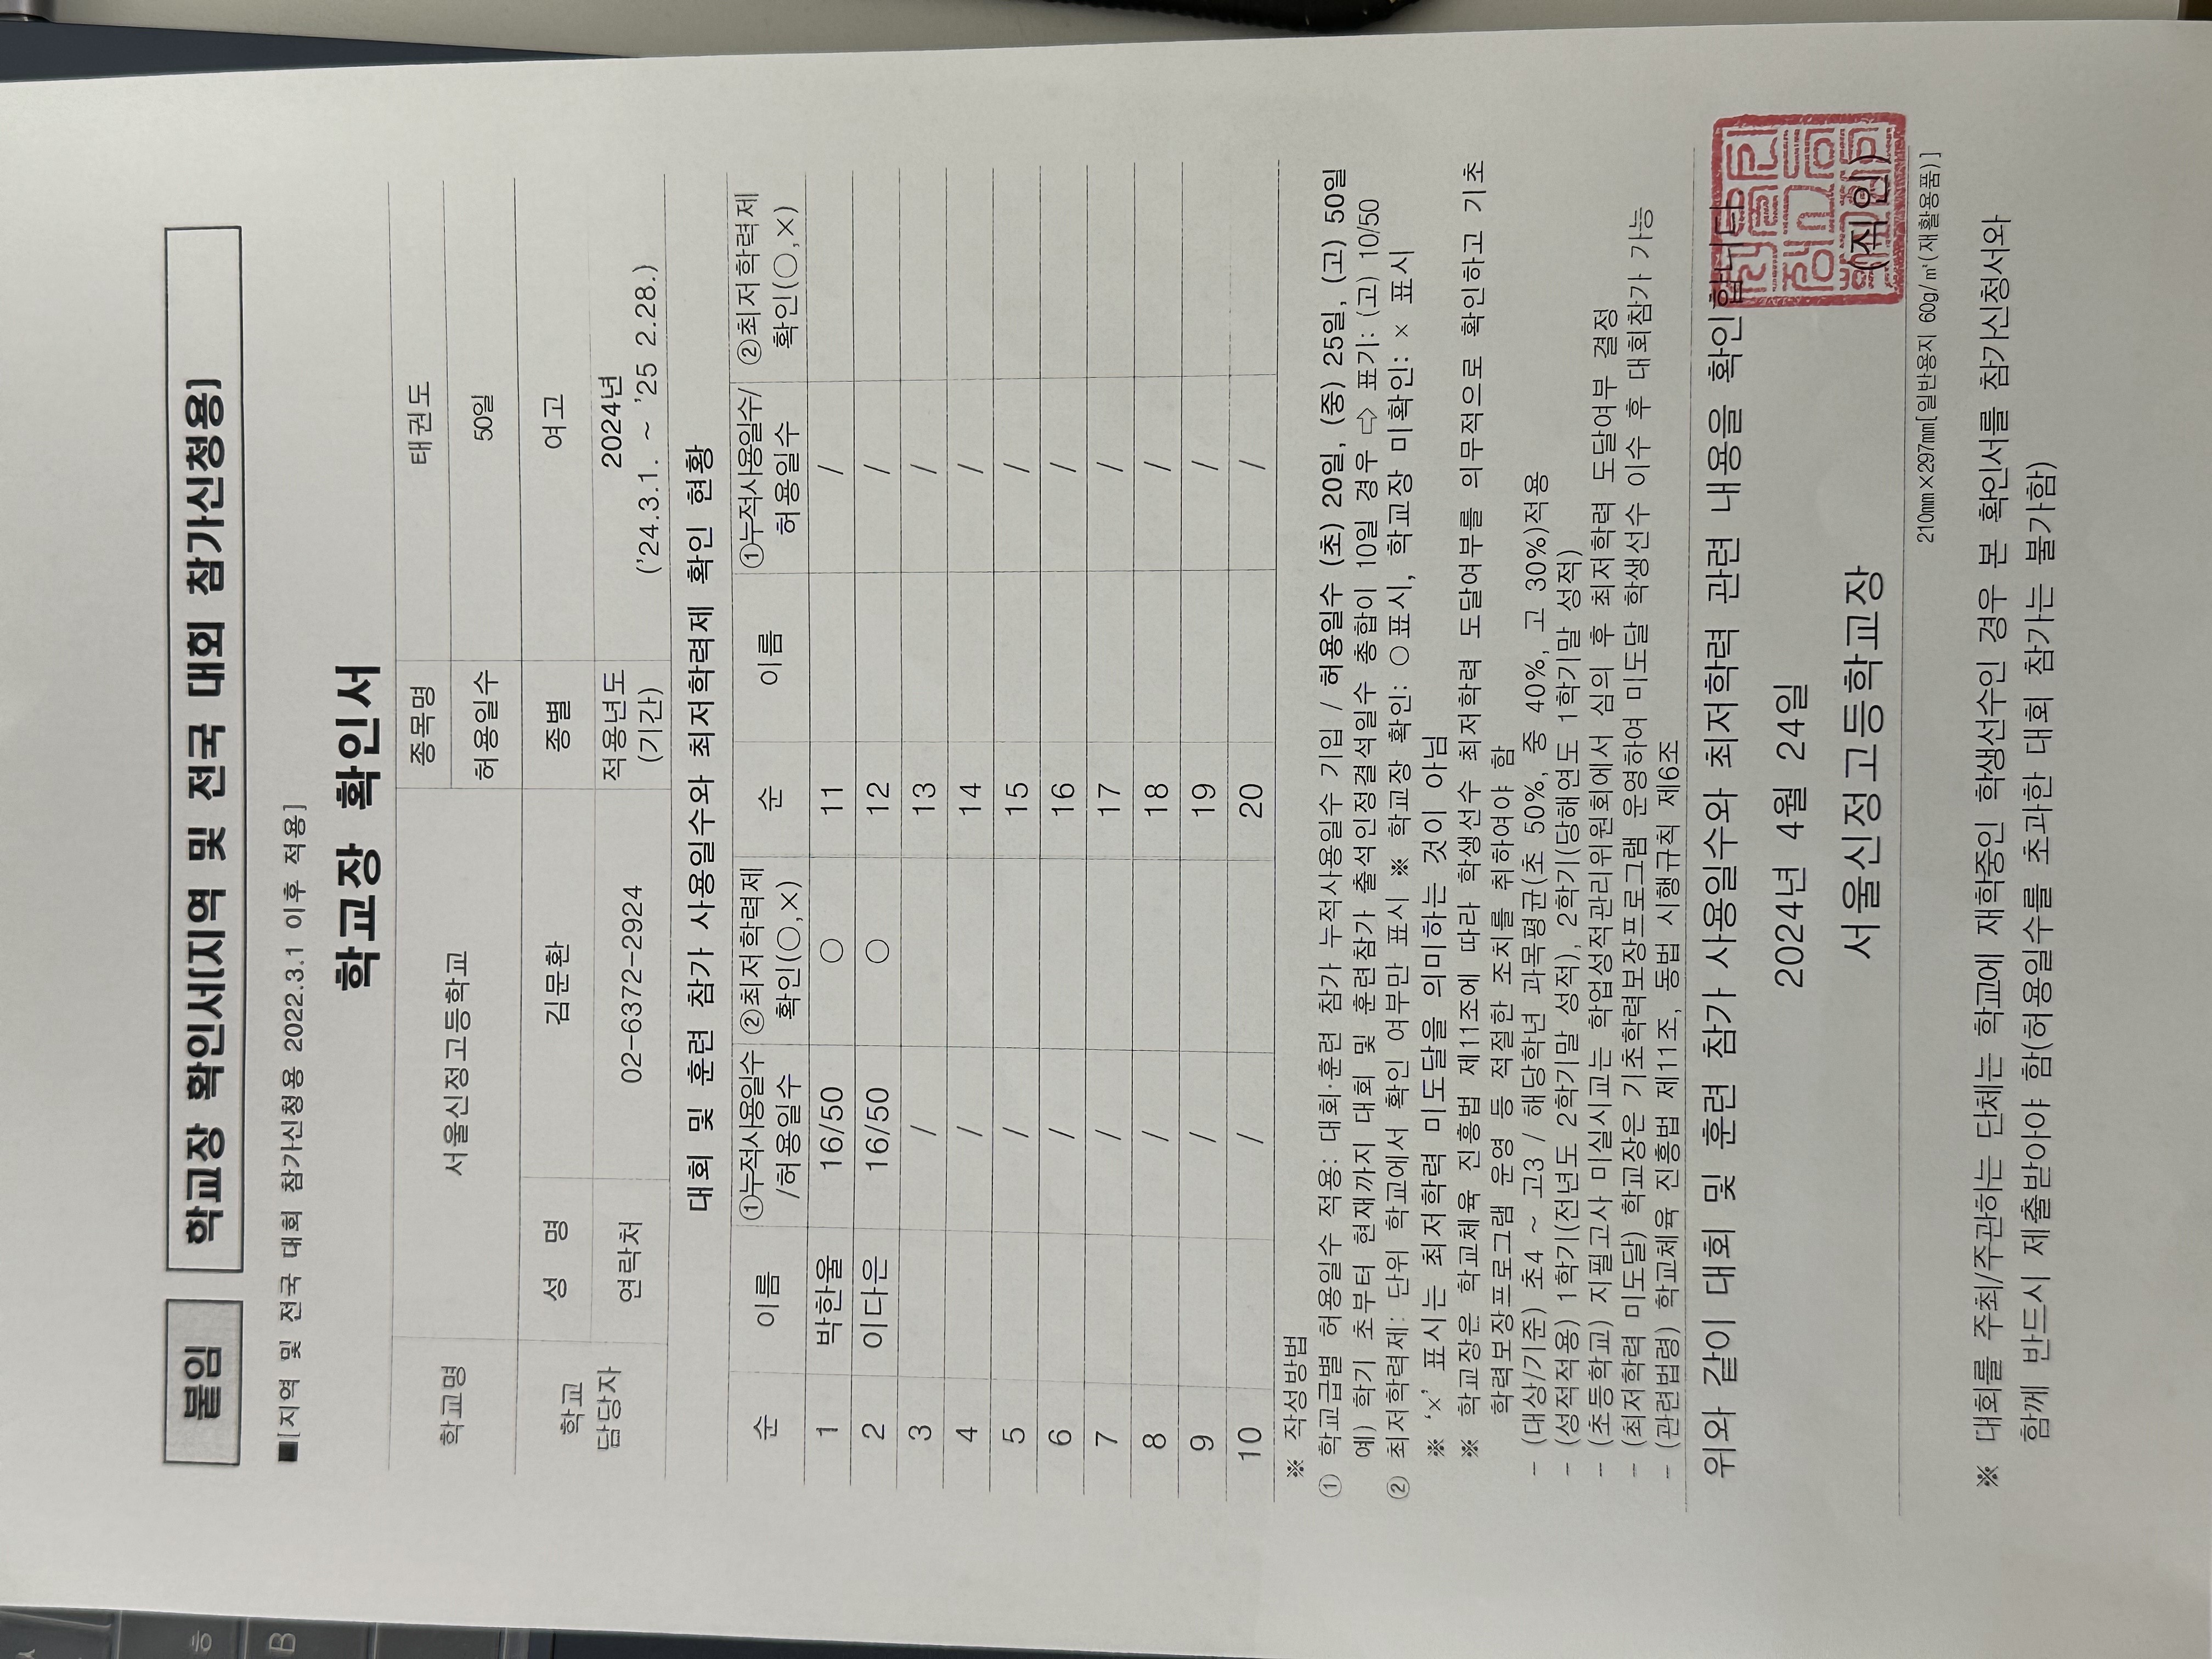 붙임
학교장 확인서[지역 및 전국 대회 참가신청용]
■[지역 및 전국 대회 참가신청용 2022.3.1 이후 적용]
학교장 확인서
학교명 서울신정고등학교 종목명 태권도
허용일수 50일
학교 담당자 성 명 김문환 종별 여고
연락처 02-6372-2924 적용년도 (기간) 2024년
('24.3.1. ~ '25 2.28.)
대회 및 훈련 참가 사용일수와 최저학력제 확인 현황
순 이름 ①누적사용일수 /허용일수 ②최저학력제 확인(○,×) 순 이름 ①누적사용일수/ 허용일수 ②최저학력제 확인(○,×)
1 박한울 16/50 ○ 11 /
2 이다은 16/50 ○ 12 /
3 / 13 /
4 / 14 /
5 / 15 /
6 / 16 /
7 / 17 /
8 / 18 /
9 / 19 /
10 / 20 /
※ 작성방법
① 학교급별 허용일수 적용: 대회·훈련 참가 누적사용일수 기입 / 허용일수 (초) 20일, (중) 25일, (고) 50일
예) 학기 초부터 현재까지 대회 및 훈련참가 출석인정결석일수 총합이 10일 경우 ⇨ 표기: (고) 10/50
② 최저학력제: 단위 학교에서 확인 여부만 표시 ※ 학교장 확인: ○표시, 학교장 미확인: × 표시
※ '×' 표시는 최저학력 미도달을 의미하는 것이 아님
※ 학교장은 학교체육 진흥법 제11조에 따라 학생선수 최저학력 도달여부를 의무적으로 확인하고 기초
학력보장프로그램 운영 등 적절한 조치를 취하여야 함
- (대상/기준) 초4 ~ 고3 / 해당학년 과목평균(초 50%, 중 40%, 고 30%)적용
- (성적적용) 1학기(전년도 2학기말 성적), 2학기(당해연도 1학기말 성적)
- (초등학교) 지필고사 미실시교는 학업성적관리위원회에서 심의 후 최저학력 도달여부 결정
- (최저학력 미도달) 학교장은 기초학력보장프로그램 운영하여 미도달 학생선수 이수 후 대회참가 가능
- (관련법령) 학교체육 진흥법 제11조, 동법 시행규칙 제6조
위와 같이 대회 및 훈련 참가 사용일수와 최저학력 관련 내용을 확인합니다
2024년 4월 24일
서울신정고등학교장 (직인)
210㎜×297㎜[일반용지 60g/㎡(재활용품)]
※ 대회를 주최/주관하는 단체는 학교에 재학중인 학생선수인 경우 본 확인서를 참가신청서와
함께 반드시 제출받아야 함(허용일수를 초과한 대회 참가는 불가함)
B